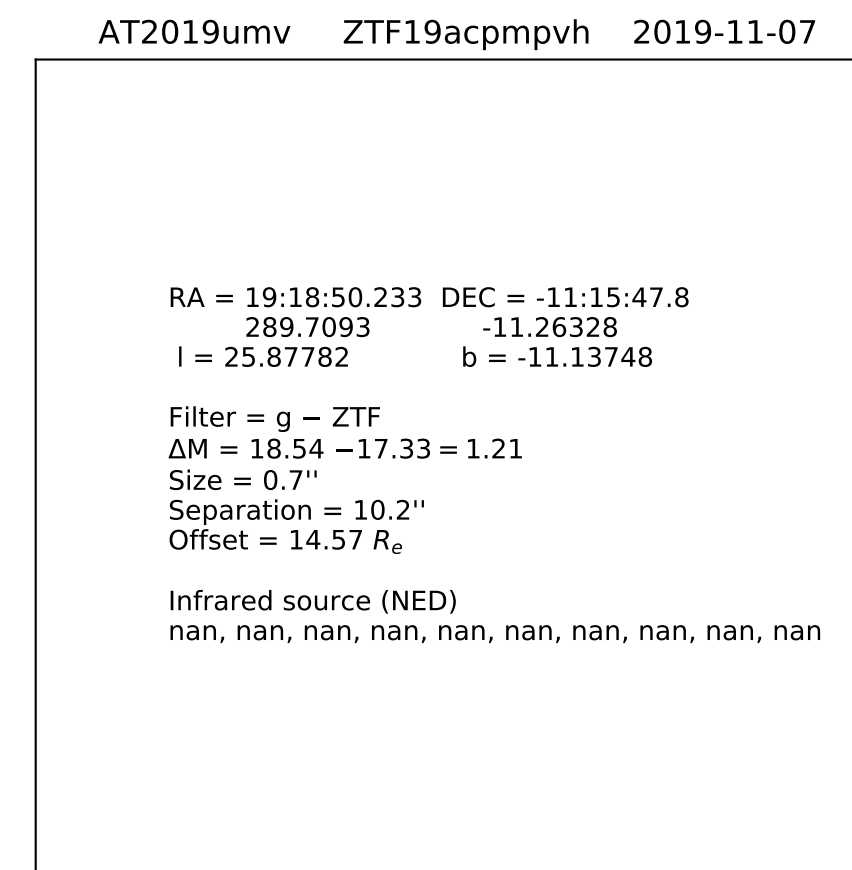 AT2019umv ZTF19acpmpvh 2019-11-07
RA = 19:18:50.233 DEC = -11:15:47.8
289.7093 -11.26328
l = 25.87782 b = -11.13748
Filter = g − ZTF
ΔM = 18.54 −17.33 = 1.21
Size = 0.7''
Separation = 10.2''
Offset = 14.57 Rₑ
Infrared source (NED)
nan, nan, nan, nan, nan, nan, nan, nan, nan, nan